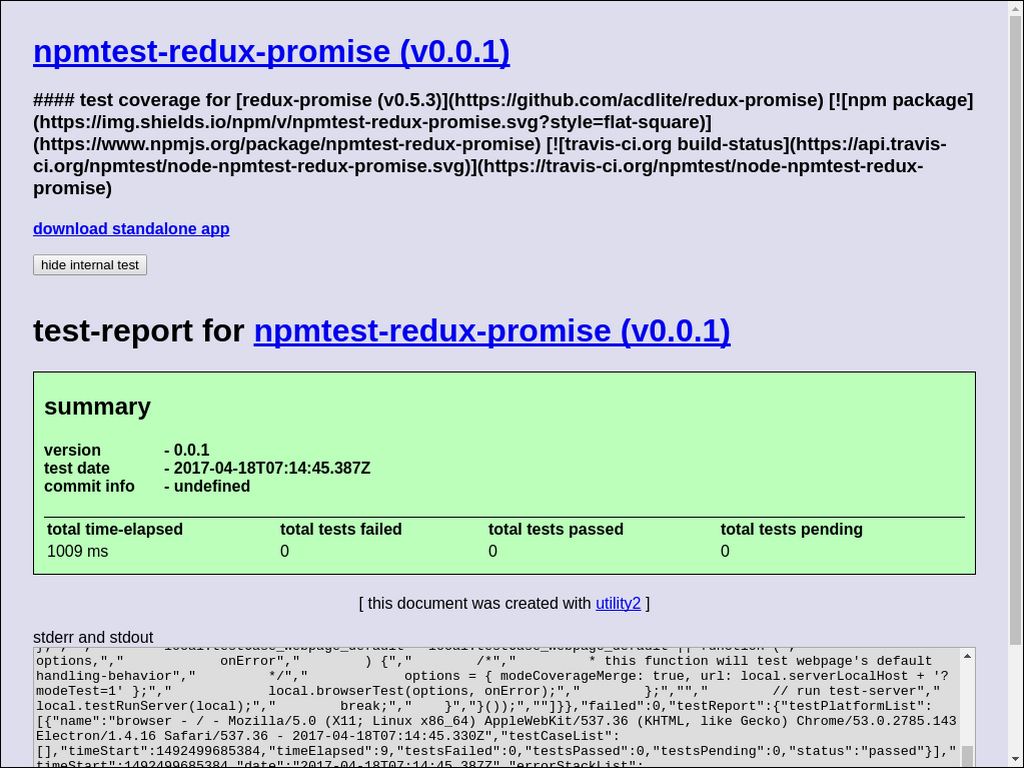 npmtest-redux-promise (v0.0.1)
#### test coverage for [redux-promise (v0.5.3)](https://github.com/acdlite/redux-promise) [![npm package]
(https://img.shields.io/npm/v/npmtest-redux-promise.svg?style=flat-square)]
(https://www.npmjs.org/package/npmtest-redux-promise) [![travis-ci.org build-status](https://api.travis-
ci.org/npmtest/node-npmtest-redux-promise.svg)](https://travis-ci.org/npmtest/node-npmtest-redux-
promise)
download standalone app
hide internal test
test-report for npmtest-redux-promise (v0.0.1)
summary
version - 0.0.1
test date - 2017-04-18T07:14:45.387Z
commit info - undefined
total time-elapsed total tests failed total tests passed total tests pending
1009 ms 0 0 0
[ this document was created with utility2 ]
stderr and stdout
options,"," onError"," ) {"," /*"," * this function will test webpage's default
handling-behavior"," */"," options = { modeCoverageMerge: true, url: local.serverLocalHost + '?
modeTest=1' };"," local.browserTest(options, onError);"," };",""," // run test-server","
local.testRunServer(local);"," break;"," }","}());",""]}},"failed":0,"testReport":{"testPlatformList":
[{"name":"browser - / - Mozilla/5.0 (X11; Linux x86_64) AppleWebKit/537.36 (KHTML, like Gecko) Chrome/53.0.2785.143
Electron/1.4.16 Safari/537.36 - 2017-04-18T07:14:45.330Z","testCaseList":
[],"timeStart":1492499685384,"timeElapsed":9,"testsFailed":0,"testsPassed":0,"testsPending":0,"status":"passed"}],"
timeStart":1492499685384,"date":"2017-04-18T07:14:45.387Z","errorStackList":